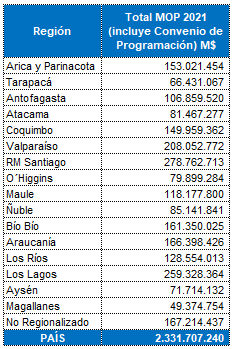 Región
Total MOP 2021
(incluye Convenio de
Programación) M$
Arica y Parinacota 153.021.454
Tarapacá 66.431.067
Antofagasta 106.859.520
Atacama 81.467.277
Coquimbo 149.959.362
Valparaíso 208.052.772
RM Santiago 278.762.713
O´Higgins 79.899.284
Maule 118.177.800
Ñuble 85.141.841
Bío Bío 161.350.025
Araucanía 166.398.426
Los Ríos 128.554.013
Los Lagos 259.328.364
Aysén 71.714.132
Magallanes 49.374.754
No Regionalizado 167.214.437
PAÍS 2.331.707.240